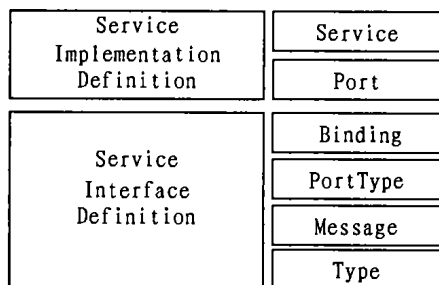 Service
Implementation
Definition
Service
Port
Service
Interface
Definition
Binding
PortType
Message
Type